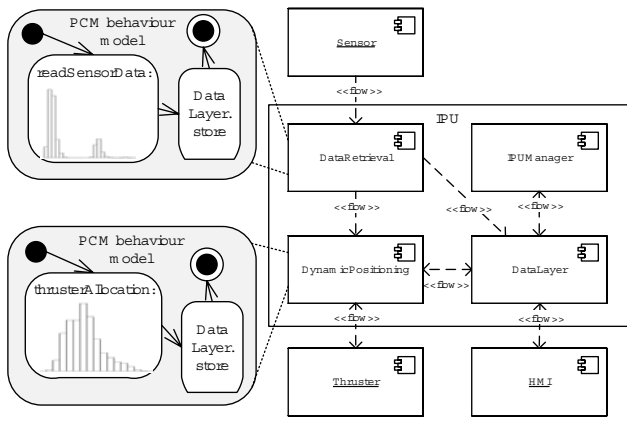 PCM behaviour
model
readSensorData:
Data
Layer.
store
Sensor
<<flow>>
IPU
DataRetrieval
IPUManager
<<flow>>
<<flow>>
<<flow>>
PCM behaviour
model
thrusterAllocation:
Data
Layer.
store
DynamicPositioning
<<flow>>
DataLayer
<<flow>>
<<flow>>
Thruster
HMI